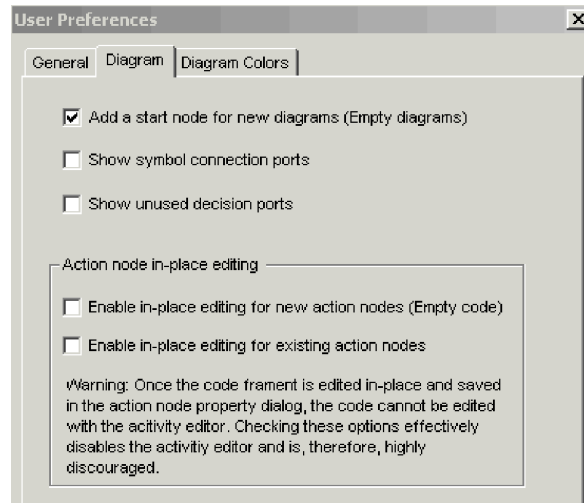 User Preferences
General Diagram Diagram Colors
Add a start node for new diagrams (Empty diagrams)
Show symbol connection ports
Show unused decision ports
Action node in-place editing
Enable in-place editing for new action nodes (Empty code)
Enable in-place editing for existing action nodes
Warning: Once the code frament is edited in-place and saved
in the action node property dialog, the code cannot be edited
with the acitivity editor. Checking these options effectively
disables the activitiy editor and is, therefore, highly
discouraged.